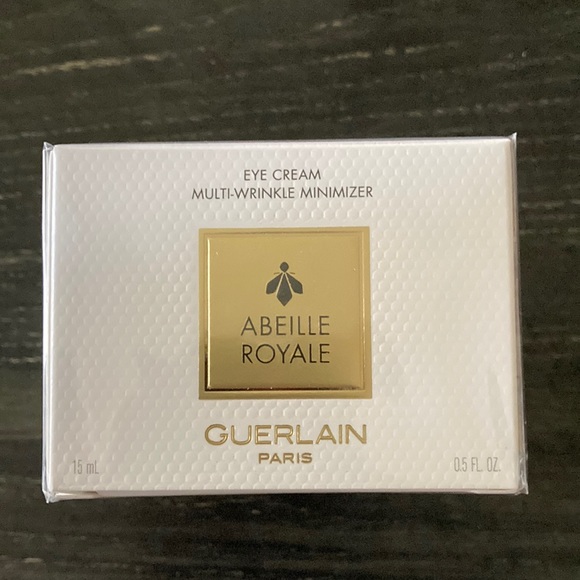 EYE CREAM
MULTI-WRINKLE MINIMIZER
ABEILLE
ROYALE
GUERLAIN
PARIS
15 mL
0.5 FL. OZ.